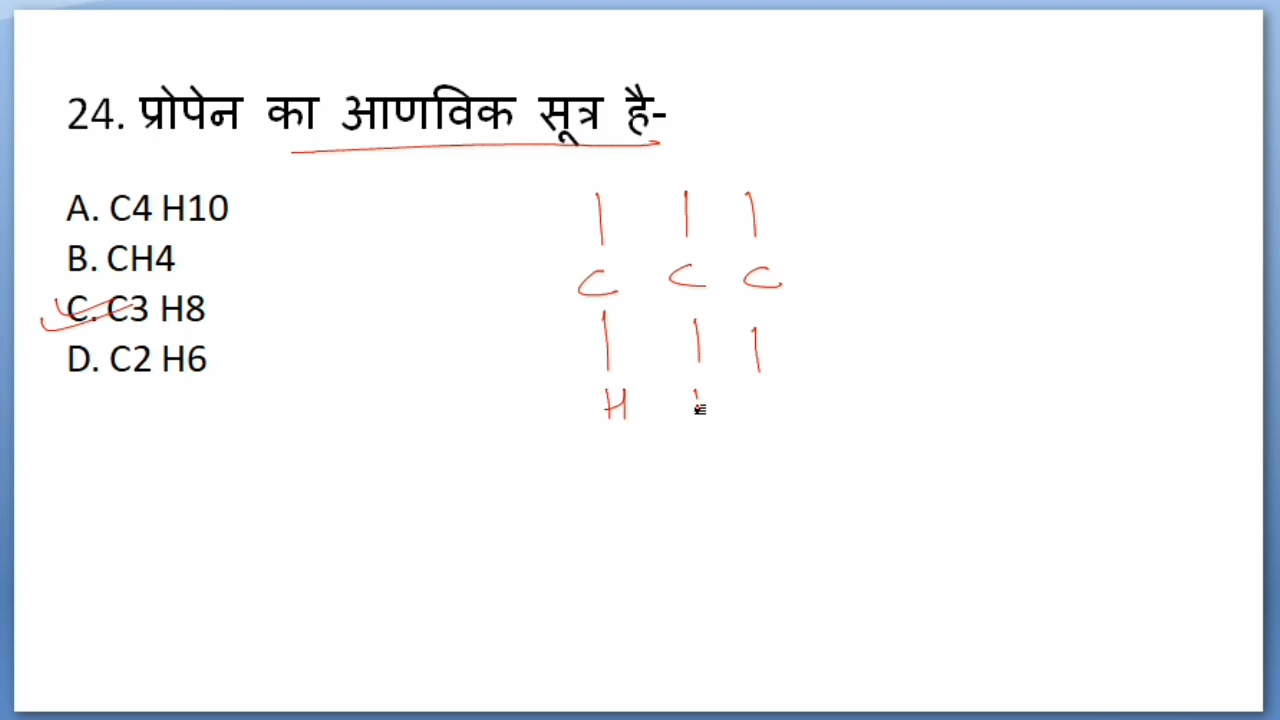 24. प्रोपेन का आणविक सूत्र है-
A. C4 H10
B. CH4
C. C3 H8
D. C2 H6
C C C
H